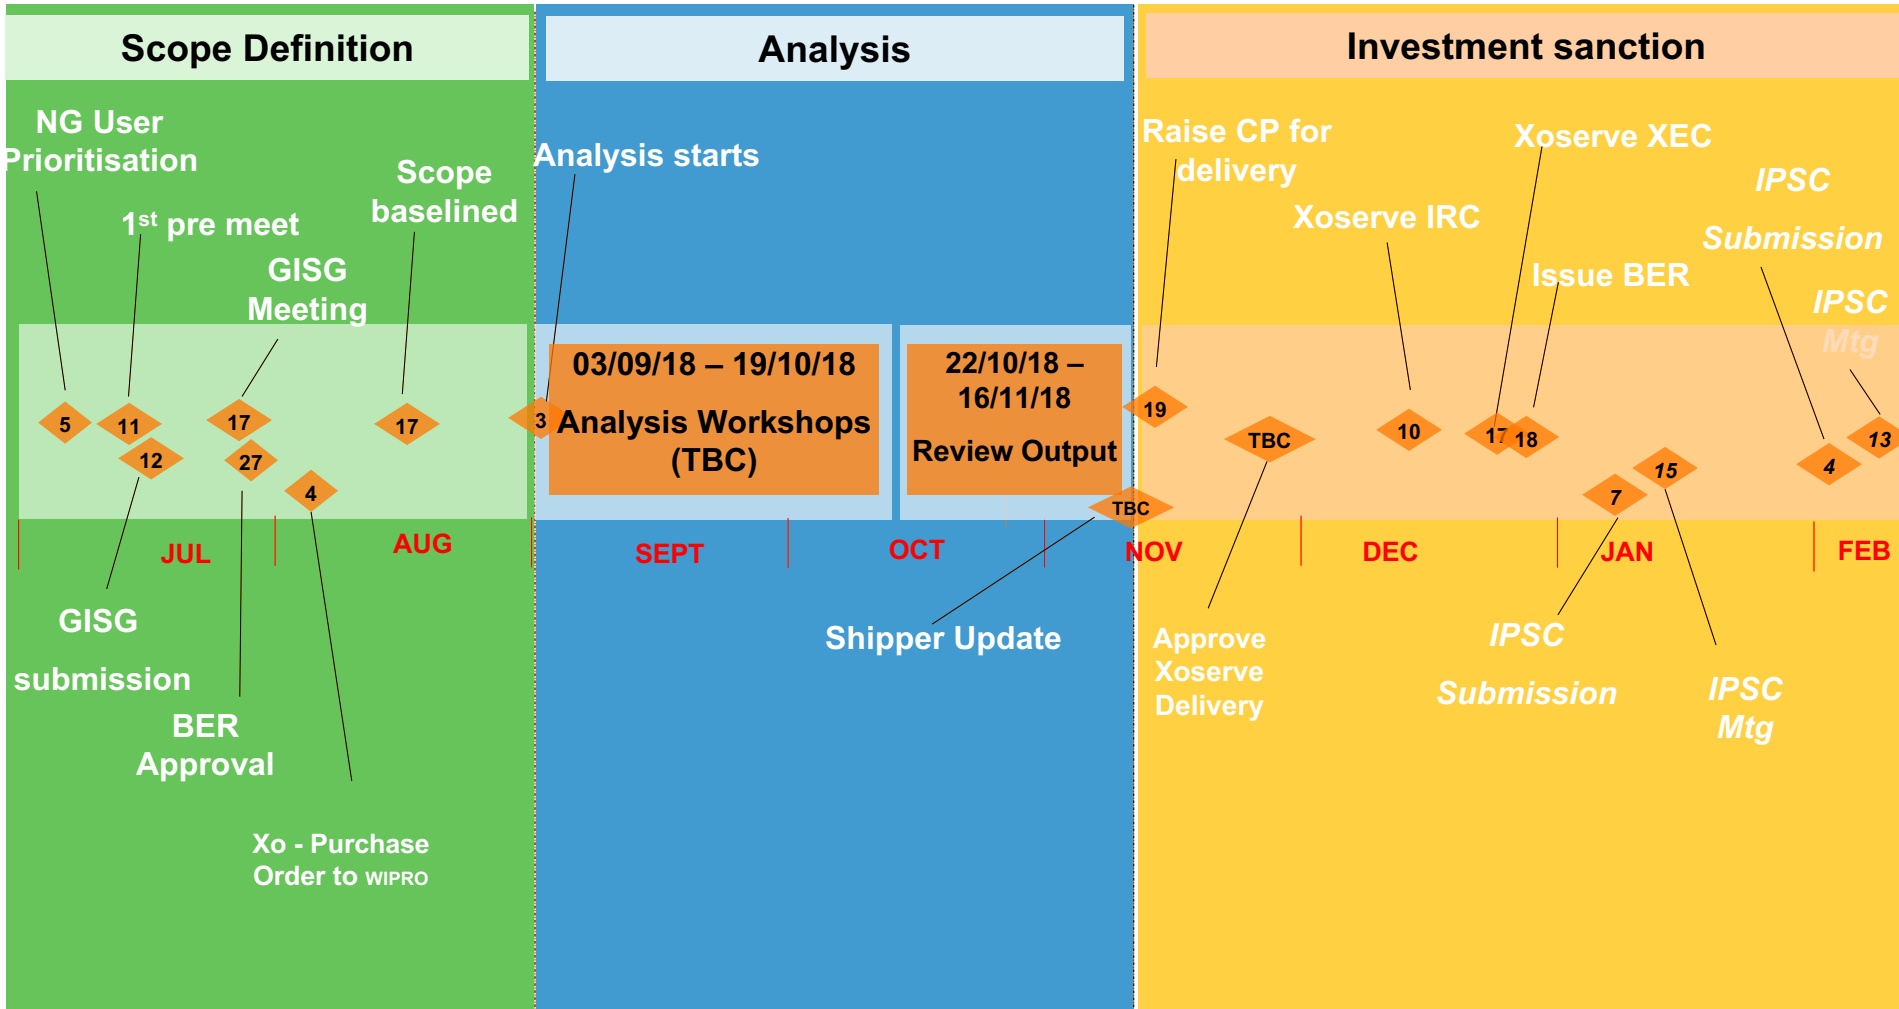 Scope Definition
Analysis
Investment sanction
NG User
Prioritisation
1st pre meet
GISG
Meeting
Scope
baselined
Analysis starts
Raise CP for
delivery
Xoserve IRC
Xoserve XEC
Issue BER
IPSC
Submission
IPSC
Mtg
5
11
12
17
27
4
17
3
03/09/18 – 19/10/18
Analysis Workshops
(TBC)
22/10/18 –
16/11/18
Review Output
TBC
19
TBC
10
17
18
7
15
4
13
JUL
AUG
SEPT
OCT
NOV
DEC
JAN
FEB
GISG
submission
BER
Approval
Xo - Purchase
Order to WIPRO
Shipper Update
Approve
Xoserve
Delivery
IPSC
Submission
IPSC
Mtg